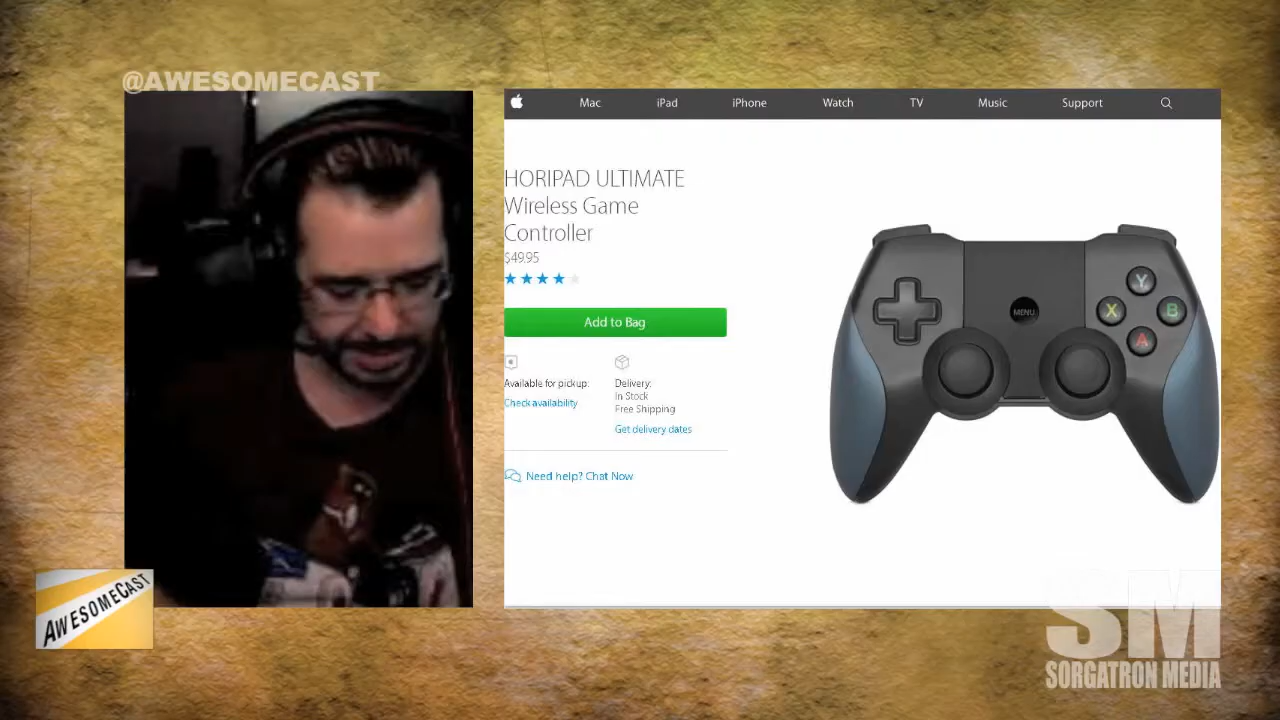 @AWESOMECAST
Mac iPad iPhone Watch TV Music Support
HORIPAD ULTIMATE
Wireless Game
Controller
$49.95
Add to Bag
Available for pickup:
Check availability
Delivery:
In Stock
Free Shipping
Get delivery dates
Need help? Chat Now
MENU
Y
X
B
A
AWESOMECAST
SM
SORGATRON MEDIA